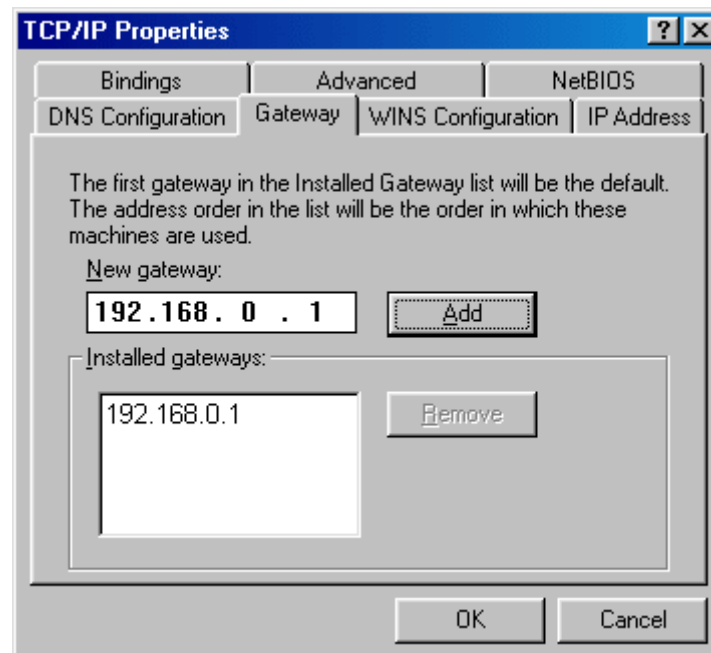 TCP/IP Properties ? X
Bindings Advanced NetBIOS
DNS Configuration Gateway WINS Configuration IP Address
The first gateway in the Installed Gateway list will be the default.
The address order in the list will be the order in which these
machines are used.
New gateway:
192.168. 0 . 1 Add
Installed gateways:
192.168.0.1 Remove
OK Cancel